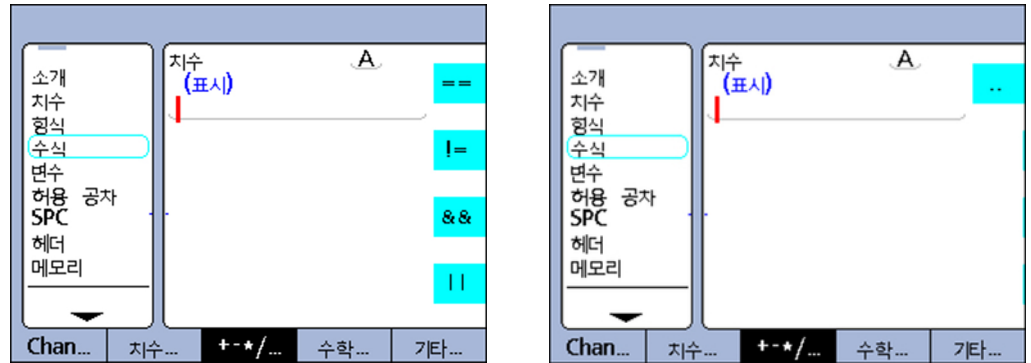 소개
치수
형식
수식
변수
허용 공차
SPC
헤더
메모리
치수 A
(표시)
==
!=
&&
||
Chan... 치수... +-*/... 수학... 기타...
소개
치수
형식
수식
변수
허용 공차
SPC
헤더
메모리
치수 A
(표시)
..
Chan... 치수... +-*/... 수학... 기타...